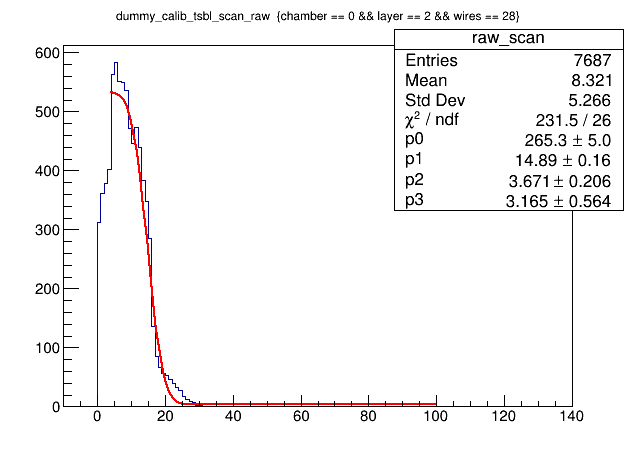 dummy_calib_tsbl_scan_raw {chamber == 0 && layer == 2 && wires == 28}
raw_scan
Entries 7687
Mean 8.321
Std Dev 5.266
χ² / ndf 231.5 / 26
p0 265.3 ± 5.0
p1 14.89 ± 0.16
p2 3.671 ± 0.206
p3 3.165 ± 0.564
600
500
400
300
200
100
0
0 20 40 60 80 100 120 140